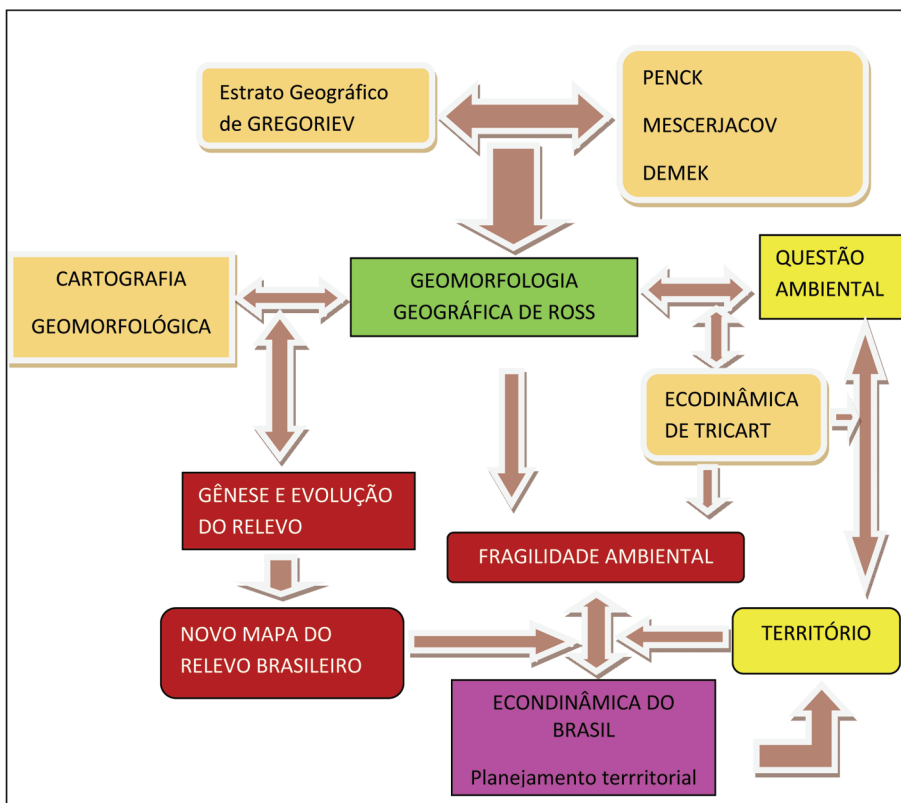 Estrato Geográfico
de GREGORIEV
PENCK
MESCERJACOV
DEMEK
CARTOGRAFIA
GEOMORFOLÓGICA
GEOMORFOLOGIA
GEOGRÁFICA DE ROSS
QUESTÃO
AMBIENTAL
ECODINÂMICA
DE TRICART
GÊNESE E EVOLUÇÃO
DO RELEVO
FRAGILIDADE AMBIENTAL
NOVO MAPA DO
RELEVO BRASILEIRO
TERRITÓRIO
ECONDINÂMICA DO
BRASIL
Planejamento terrritorial